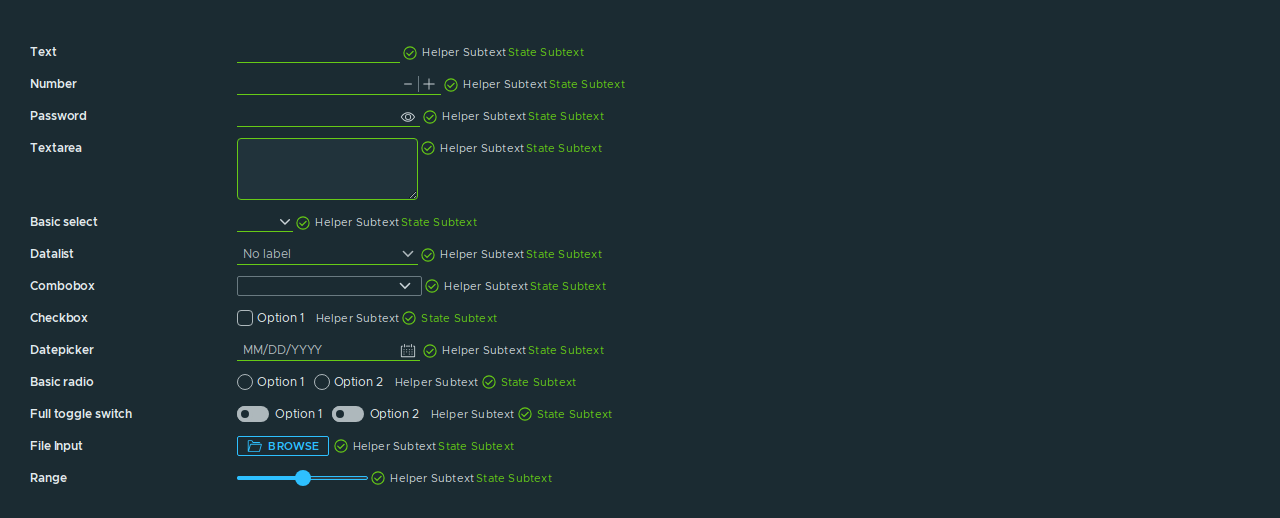 Text Helper Subtext State Subtext
Number Helper Subtext State Subtext
Password Helper Subtext State Subtext
Textarea Helper Subtext State Subtext
Basic select Helper Subtext State Subtext
Datalist No label Helper Subtext State Subtext
Combobox Helper Subtext State Subtext
Checkbox Option 1 Helper Subtext State Subtext
Datepicker MM/DD/YYYY Helper Subtext State Subtext
Basic radio Option 1 Option 2 Helper Subtext State Subtext
Full toggle switch Option 1 Option 2 Helper Subtext State Subtext
File Input BROWSE Helper Subtext State Subtext
Range Helper Subtext State Subtext